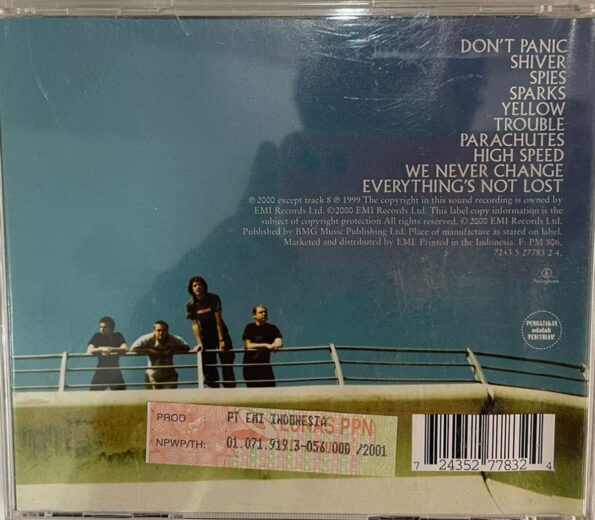 DON'T PANIC
SHIVER
SPIES
SPARKS
YELLOW
TROUBLE
PARACHUTES
HIGH SPEED
WE NEVER CHANGE
EVERYTHING'S NOT LOST
℗ 2000 except track 8 ℗ 1999 The copyright in this sound recording is owned by
EMI Records Ltd. ©2000 EMI Records Ltd. This label copy information is the
subject of copyright protection All rights reserved. ©2000 EMI Records Ltd.
Published by BMG Music Publishing Ltd. Place of manufacture as stated on label.
Marketed and distributed by EMI. Printed in the Indonesia. F: PM 806.
7243 5 27783 2 4.
£
Parlophone
PEMBAJAKAN
adalah
PENCURIAN!
LUNAS PPN
PROD PT EMI INDONESIA
NPWP/TH: 01.071.919.3-056.000 /2001
7 24352 77832 4